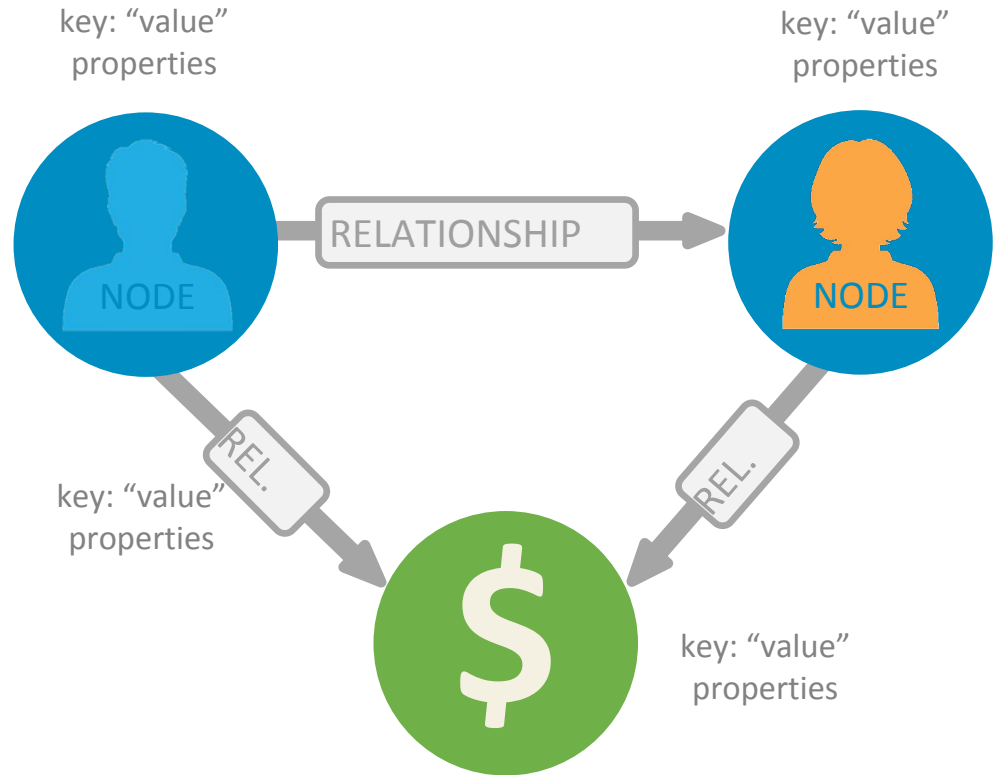 key: “value”
properties
key: “value”
properties
RELATIONSHIP
NODE
NODE
REL.
REL.
key: “value”
properties
$
key: “value”
properties